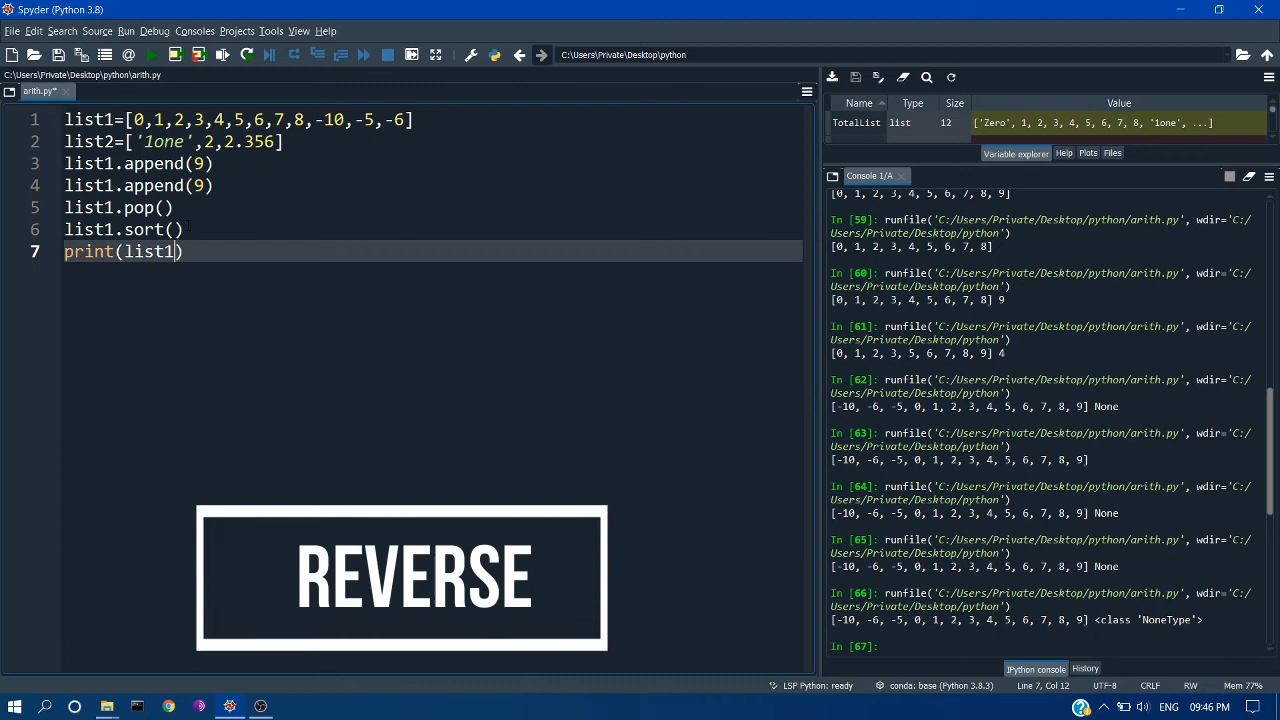 Spyder (Python 3.8)
File Edit Search Source Run Debug Consoles Projects Tools View Help
C:\Users\Private\Desktop\python
C:\Users\Private\Desktop\python\arith.py
arith.py*
1 list1=[0,1,2,3,4,5,6,7,8,-10,-5,-6]
2 list2=['1one',2,2.356]
3 list1.append(9)
4 list1.append(9)
5 list1.pop()
6 list1.sort()
7 print(list1)
REVERSE
Name Type Size Value
TotalList list 12 ['Zero', 1, 2, 3, 4, 5, 6, 7, 8, '1one', ...]
Variable explorer Help Plots Files
Console 1/A
[0, 1, 2, 3, 4, 5, 6, 7, 8, 9]
In [59]: runfile('C:/Users/Private/Desktop/python/arith.py', wdir='C:/
Users/Private/Desktop/python')
[0, 1, 2, 3, 4, 5, 6, 7, 8]
In [60]: runfile('C:/Users/Private/Desktop/python/arith.py', wdir='C:/
Users/Private/Desktop/python')
[0, 1, 2, 3, 4, 5, 6, 7, 8] 9
In [61]: runfile('C:/Users/Private/Desktop/python/arith.py', wdir='C:/
Users/Private/Desktop/python')
[0, 1, 2, 3, 5, 6, 7, 8, 9] 4
In [62]: runfile('C:/Users/Private/Desktop/python/arith.py', wdir='C:/
Users/Private/Desktop/python')
[-10, -6, -5, 0, 1, 2, 3, 4, 5, 6, 7, 8, 9] None
In [63]: runfile('C:/Users/Private/Desktop/python/arith.py', wdir='C:/
Users/Private/Desktop/python')
[-10, -6, -5, 0, 1, 2, 3, 4, 5, 6, 7, 8, 9]
In [64]: runfile('C:/Users/Private/Desktop/python/arith.py', wdir='C:/
Users/Private/Desktop/python')
[-10, -6, -5, 0, 1, 2, 3, 4, 5, 6, 7, 8, 9] None
In [65]: runfile('C:/Users/Private/Desktop/python/arith.py', wdir='C:/
Users/Private/Desktop/python')
[-10, -6, -5, 0, 1, 2, 3, 4, 5, 6, 7, 8, 9] None
In [66]: runfile('C:/Users/Private/Desktop/python/arith.py', wdir='C:/
Users/Private/Desktop/python')
[-10, -6, -5, 0, 1, 2, 3, 4, 5, 6, 7, 8, 9] <class 'NoneType'>
In [67]:
IPython console History
LSP Python: ready conda: base (Python 3.8.3) Line 7, Col 12 UTF-8 CRLF RW Mem 77%
09:46 PM